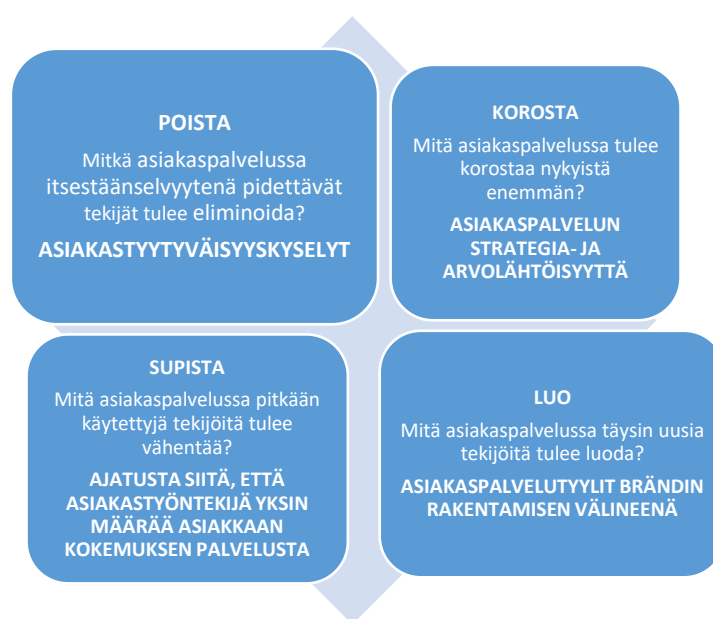 POISTA
Mitkä asiakaspalvelussa
itsestäänselvyytenä pidettävät
tekijät tulee eliminoida?
ASIAKASTYYTYVÄISYYSKYSELYT
KOROSTA
Mitä asiakaspalvelussa tulee
korostaa nykyistä
enemmän?
ASIAKASPALVELUN
STRATEGIA- JA
ARVOLÄHTÖISYYTTÄ
SUPISTA
Mitä asiakaspalvelussa pitkään
käytettyjä tekijöitä tulee
vähentää?
AJATUSTA SIITÄ, ETTÄ
ASIAKASTYÖNTEKIJÄ YKSIN
MÄÄRÄÄ ASIAKKAAN
KOKEMUKSEN PALVELUSTA
LUO
Mitä asiakaspalvelussa täysin uusia
tekijöitä tulee luoda?
ASIAKASPALVELUTYYLIT BRÄNDIN
RAKENTAMISEN VÄLINEENÄ